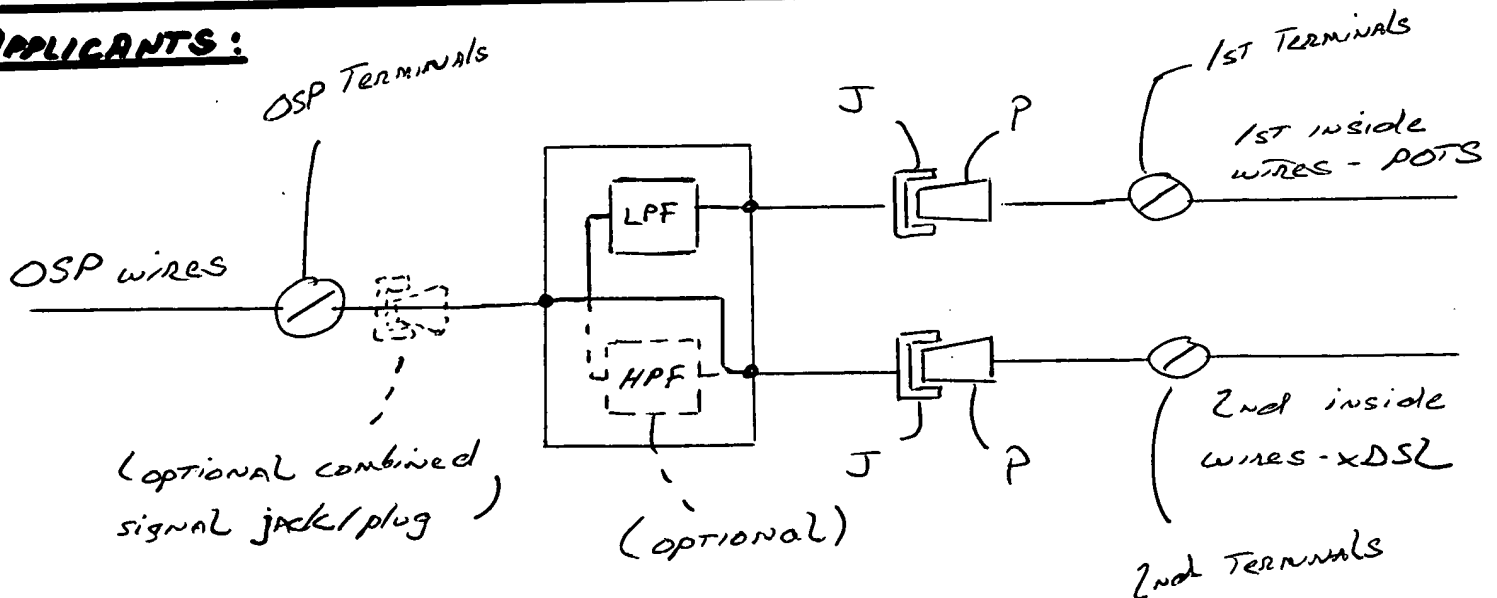 APPLICANTS:
OSP Terminals
J
P
1ST Terminals
1ST inside
wires - POTS
LPF
OSP wires
HPF
(optional combined
signal jack/plug)
(optional)
J
P
2nd inside
wires - xDSL
2nd Terminals